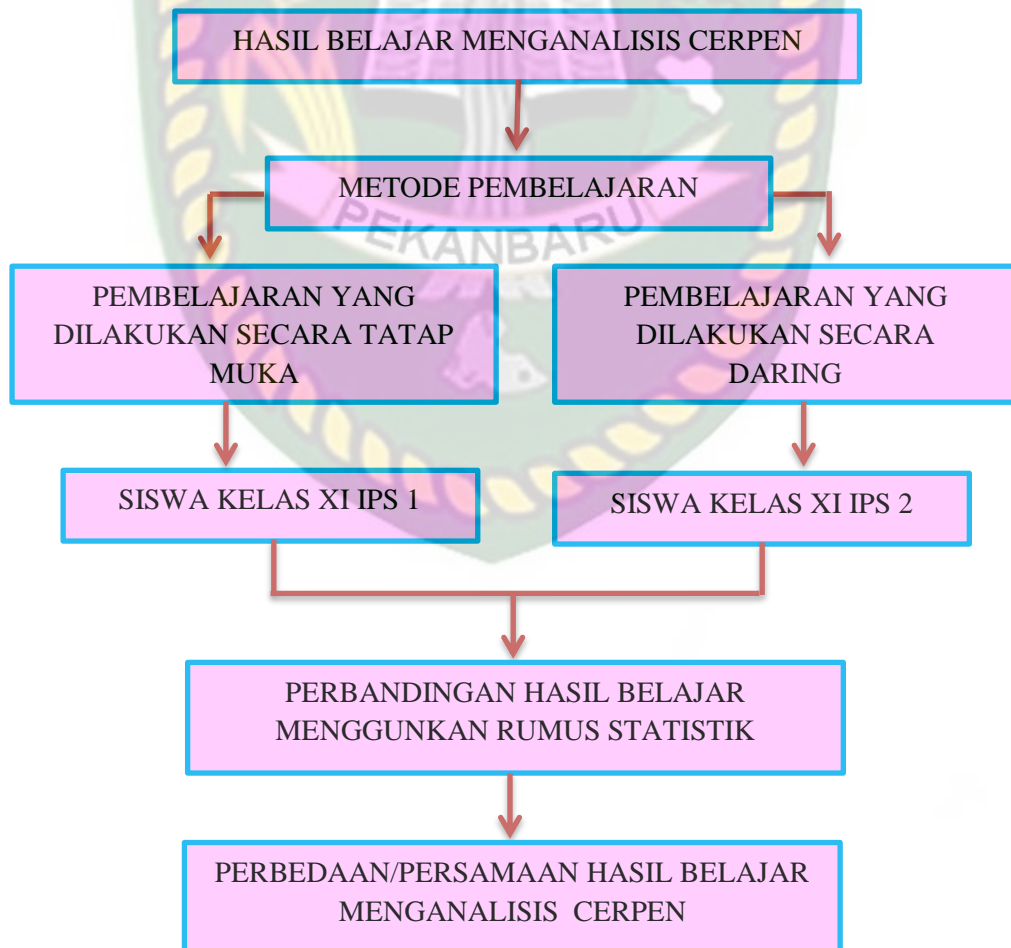 HASIL BELAJAR MENGANALISIS CERPEN
METODE PEMBELAJARAN
PEKANBARU
PEMBELAJARAN YANG
DILAKUKAN SECARA TATAP
MUKA
PEMBELAJARAN YANG
DILAKUKAN SECARA
DARING
SISWA KELAS XI IPS 1
SISWA KELAS XI IPS 2
PERBANDINGAN HASIL BELAJAR
MENGGUNKAN RUMUS STATISTIK
PERBEDAAN/PERSAMAAN HASIL BELAJAR
MENGANALISIS CERPEN